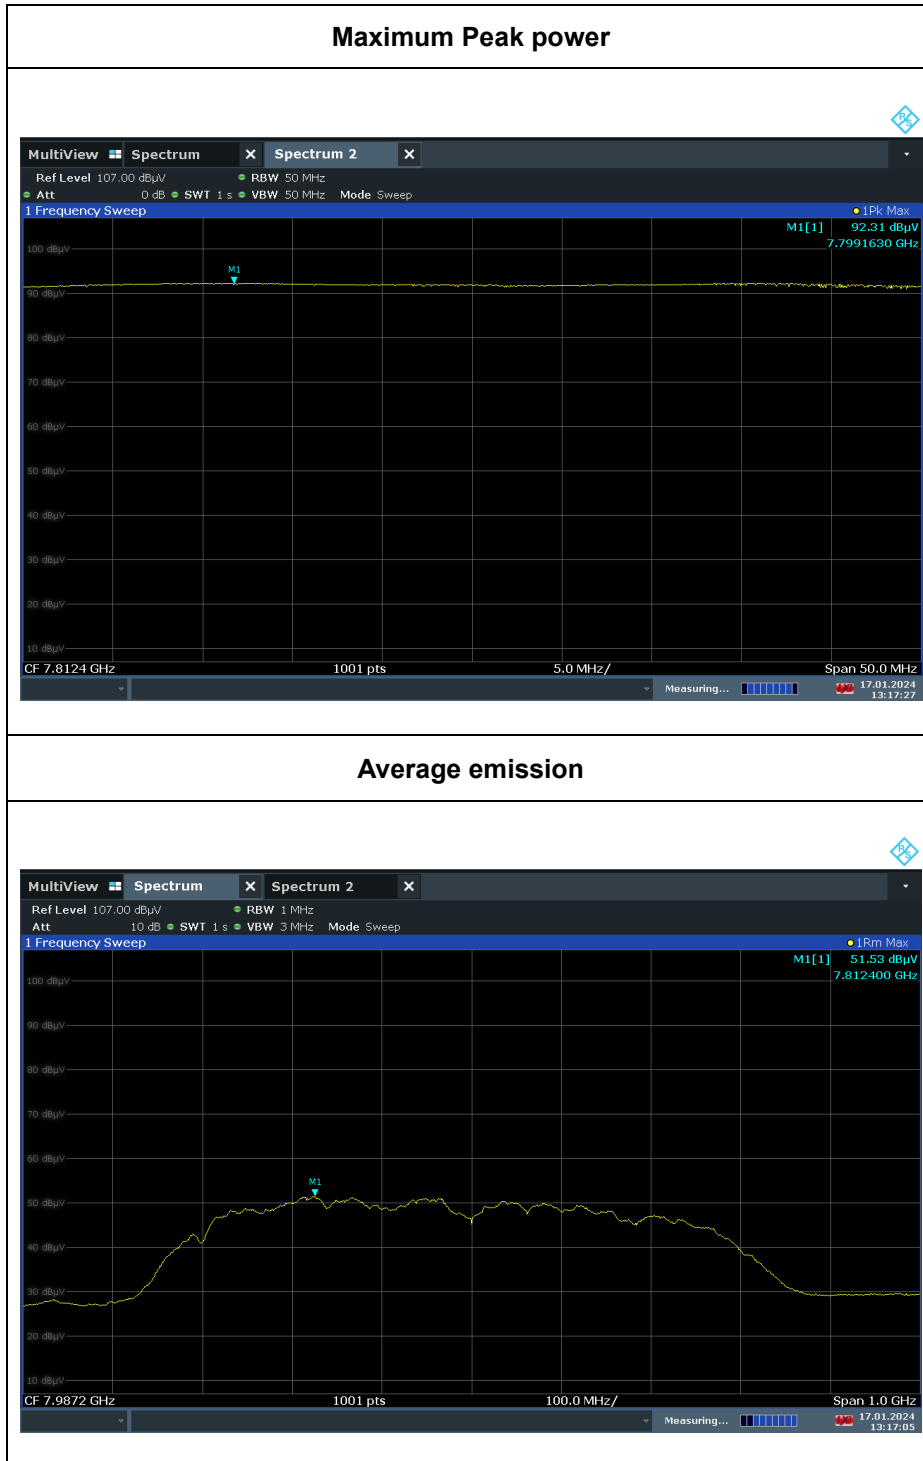 Maximum Peak power
R&S
MultiView Spectrum X Spectrum 2 X
Ref Level 107.00 dBµV RBW 50 MHz
Att 0 dB SWT 1 s VBW 50 MHz Mode Sweep
1 Frequency Sweep 1Pk Max
M1[1] 92.31 dBµV
7.7991630 GHz
100 dBµV
M1
90 dBµV
80 dBµV
70 dBµV
60 dBµV
50 dBµV
40 dBµV
30 dBµV
20 dBµV
10 dBµV
CF 7.8124 GHz 1001 pts 5.0 MHz/ Span 50.0 MHz
Measuring... 17.01.2024
13:17:27
Average emission
R&S
MultiView Spectrum X Spectrum 2 X
Ref Level 107.00 dBµV RBW 1 MHz
Att 10 dB SWT 1 s VBW 3 MHz Mode Sweep
1 Frequency Sweep 1Rm Max
M1[1] 51.53 dBµV
7.812400 GHz
100 dBµV
90 dBµV
80 dBµV
70 dBµV
60 dBµV
M1
50 dBµV
40 dBµV
30 dBµV
20 dBµV
10 dBµV
CF 7.9872 GHz 1001 pts 100.0 MHz/ Span 1.0 GHz
Measuring... 17.01.2024
13:17:05